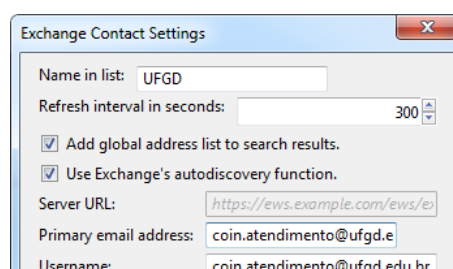 Exchange Contact Settings
Name in list: UFGD
Refresh interval in seconds: 300
Add global address list to search results.
Use Exchange's autodiscovery function.
Server URL: https://ews.example.com/ews/ex
Primary email address: coin.atendimento@ufgd.e
Username: coin.atendimento@ufgd.edu.br